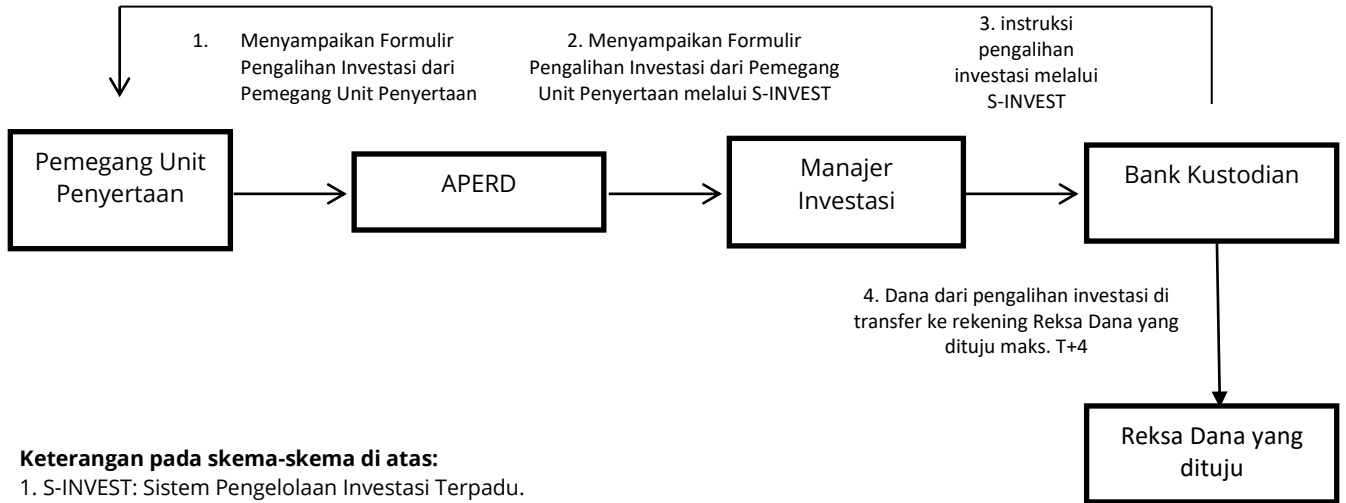 1. Menyampaikan Formulir
Pengalihan Investasi dari
Pemegang Unit Penyertaan
2. Menyampaikan Formulir
Pengalihan Investasi dari Pemegang
Unit Penyertaan melalui S-INVEST
3. instruksi
pengalihan
investasi melalui
S-INVEST
Pemegang Unit
Penyertaan
APERD
Manajer
Investasi
Bank Kustodian
4. Dana dari pengalihan investasi di
transfer ke rekening Reksa Dana yang
dituju maks. T+4
Reksa Dana yang
dituju
Keterangan pada skema-skema di atas:
1. S-INVEST: Sistem Pengelolaan Investasi Terpadu.